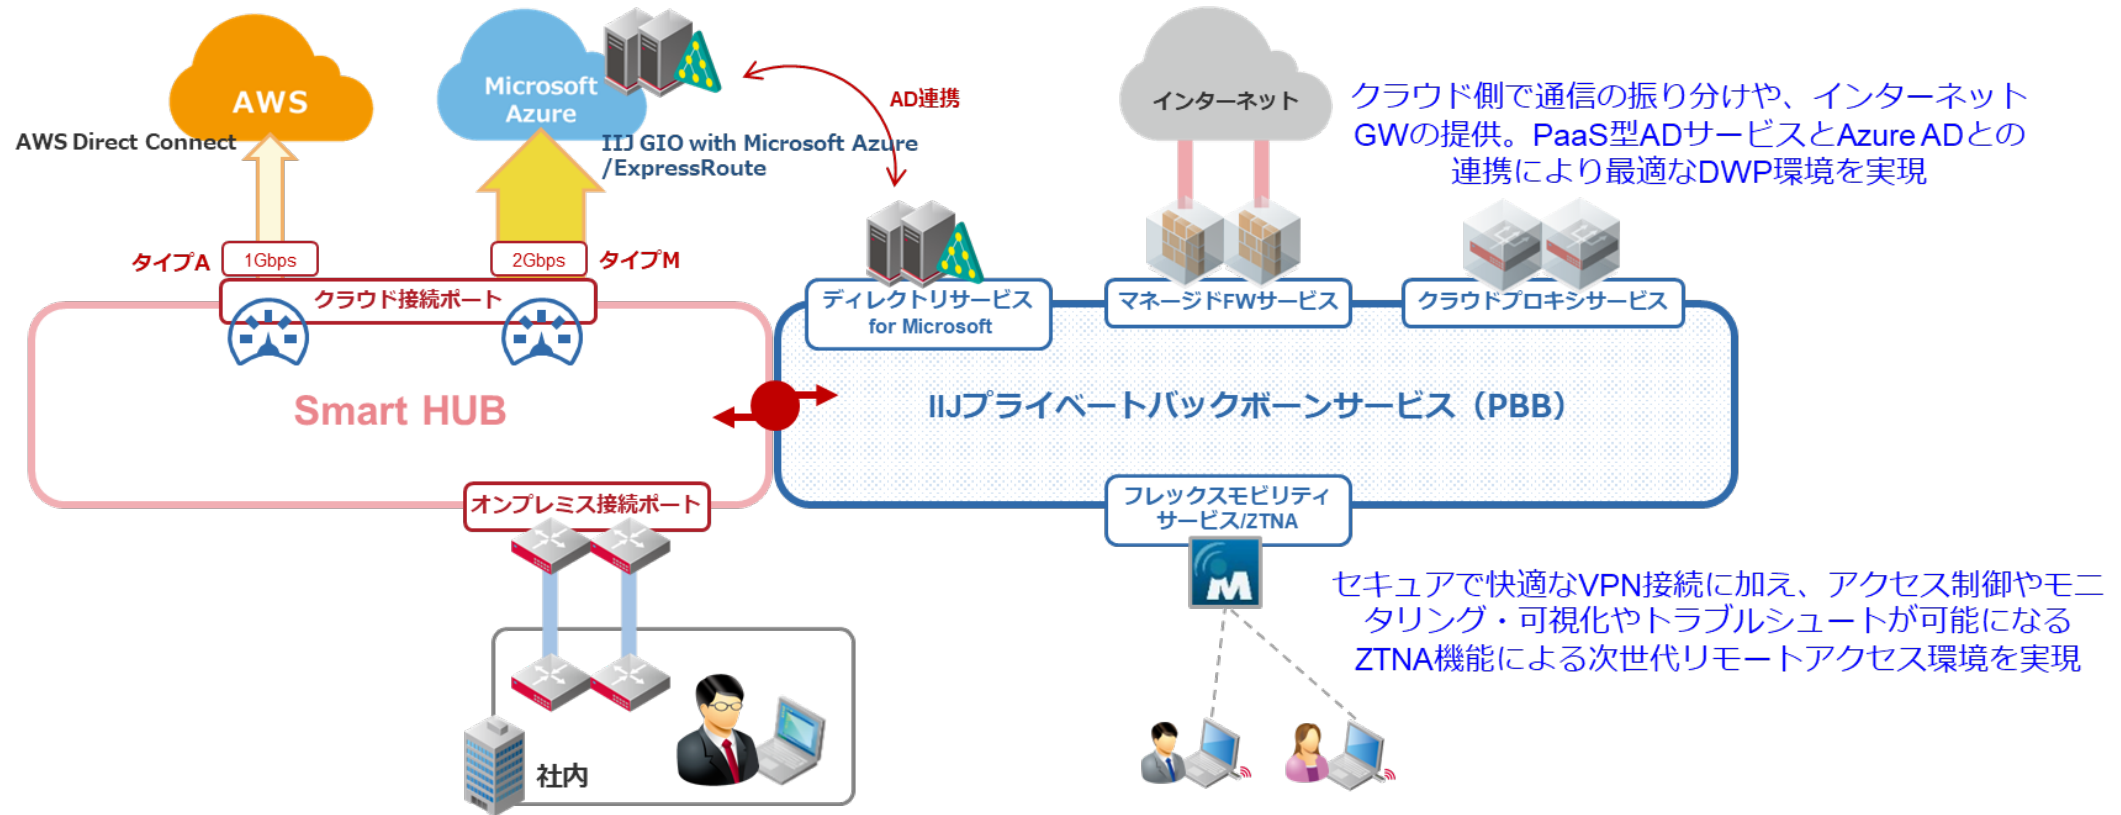 AWS
Microsoft
Azure
AD連携
インターネット
AWS Direct Connect
IIJ GIO with Microsoft Azure
/ExpressRoute
クラウド側で通信の振り分けや、インターネット
GWの提供。PaaS型ADサービスとAzure ADとの
連携により最適なDWP環境を実現
タイプA
1Gbps
2Gbps
タイプM
クラウド接続ポート
ディレクトリサービス
for Microsoft
マネージドFWサービス
クラウドプロキシサービス
Smart HUB
IIJプライベートバックボーンサービス（PBB）
オンプレミス接続ポート
フレックスモビリティ
サービス/ZTNA
M
セキュアで快適なVPN接続に加え、アクセス制御やモニ
タリング・可視化やトラブルシュートが可能になる
ZTNA機能による次世代リモートアクセス環境を実現
社内